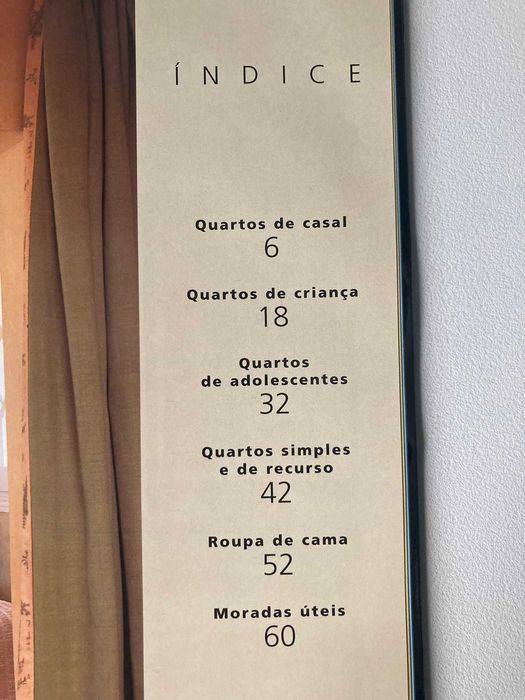 ÍNDICE
Quartos de casal
6
Quartos de criança
18
Quartos
de adolescentes
32
Quartos simples
e de recurso
42
Roupa de cama
52
Moradas úteis
60